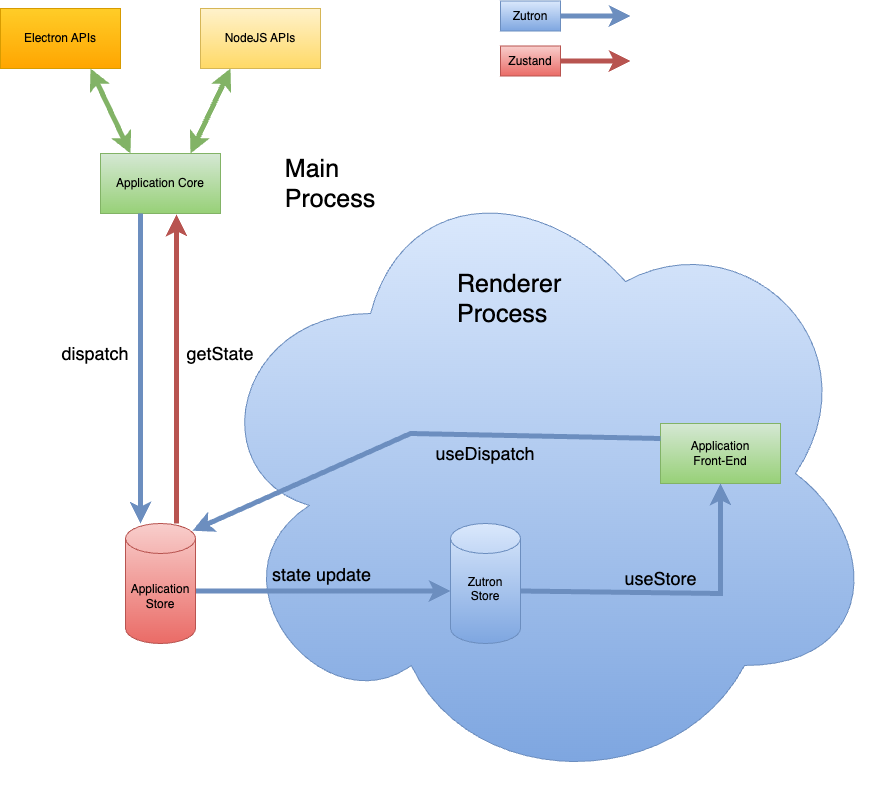 Electron APIs
NodeJS APIs
Zutron
Zustand
Application Core
Main
Process
Renderer
Process
dispatch
getState
useDispatch
Application
Front-End
state update
useStore
Application
Store
Zutron
Store